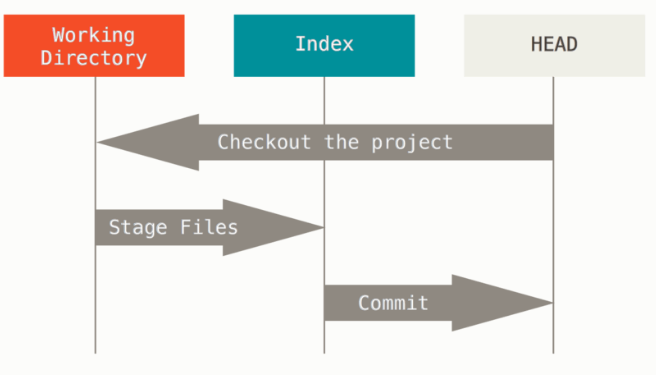 Working
Directory
Index
HEAD
Checkout the project
Stage Files
Commit